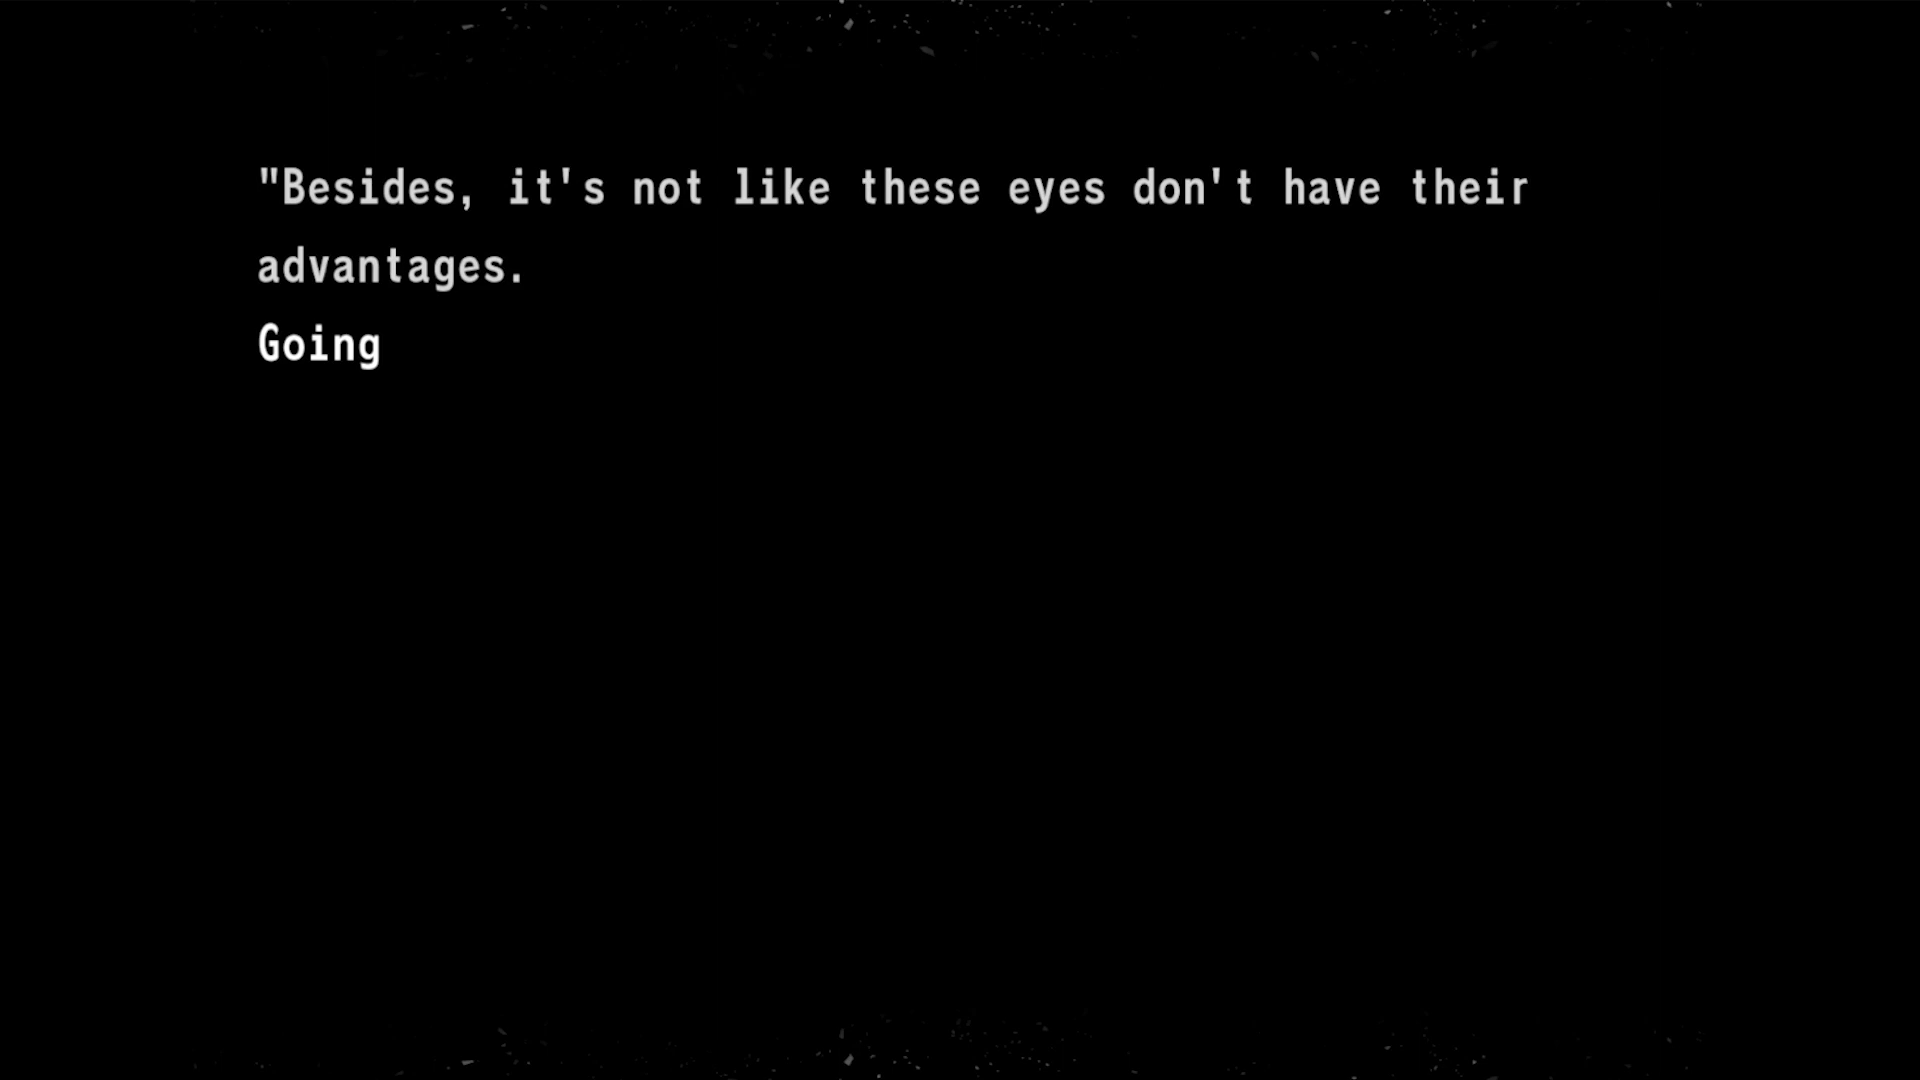 "Besides, it's not like these eyes don't have their
advantages.
Going